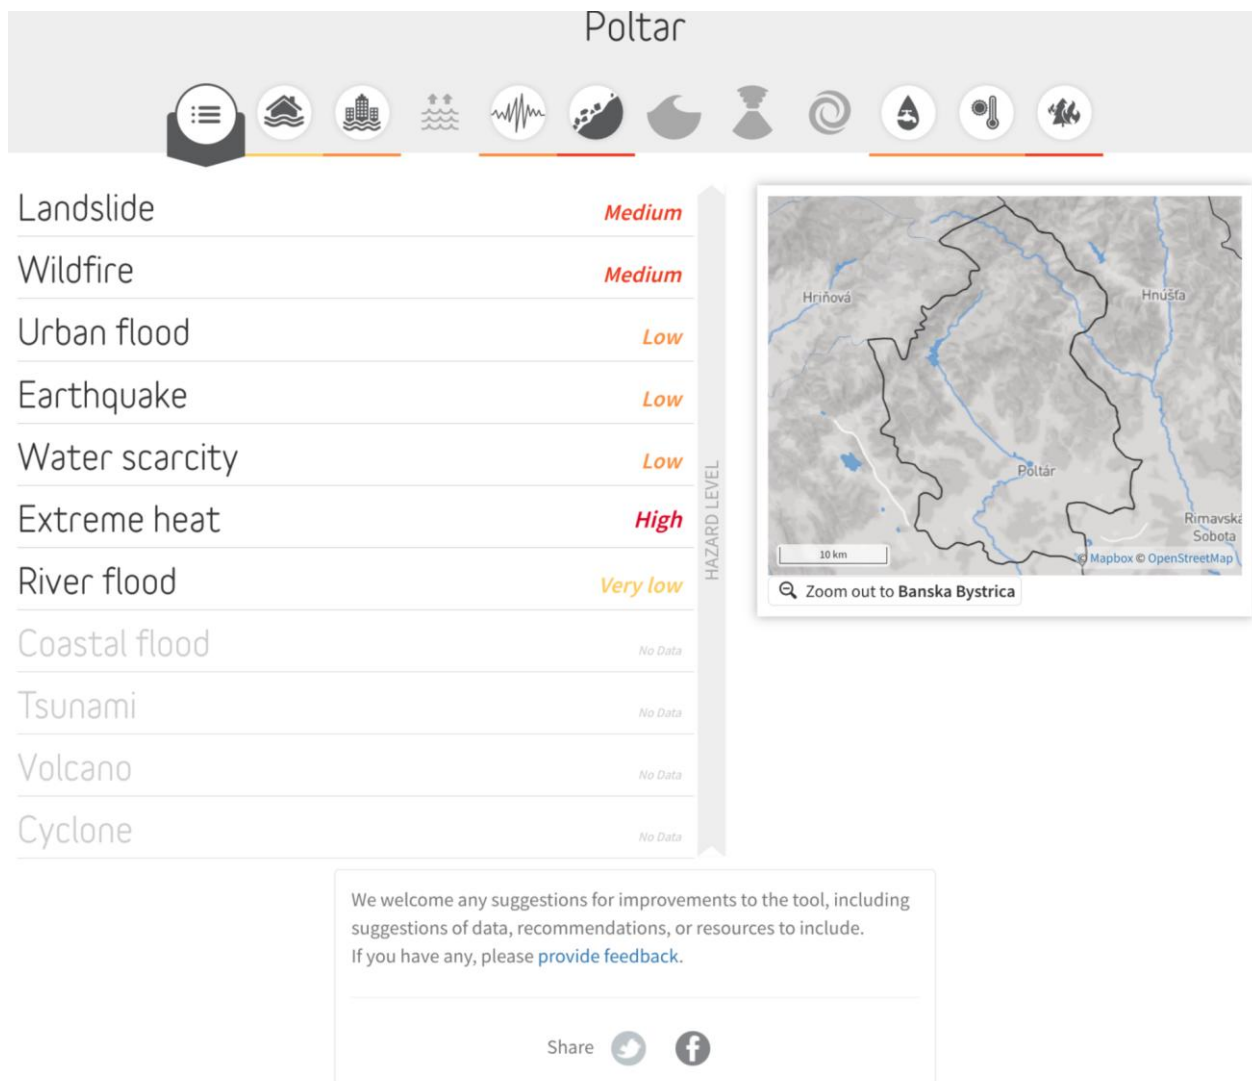 Poltar
Landslide Medium
Wildfire Medium
Urban flood Low
Earthquake Low
Water scarcity Low
Extreme heat High
River flood Very low
Coastal flood No Data
Tsunami No Data
Volcano No Data
Cyclone No Data
HAZARD LEVEL
Hriňová
Hnúšťa
Poltár
Rimavská
Sobota
10 km
© Mapbox © OpenStreetMap
Zoom out to Banska Bystrica
We welcome any suggestions for improvements to the tool, including
suggestions of data, recommendations, or resources to include.
If you have any, please provide feedback.
Share